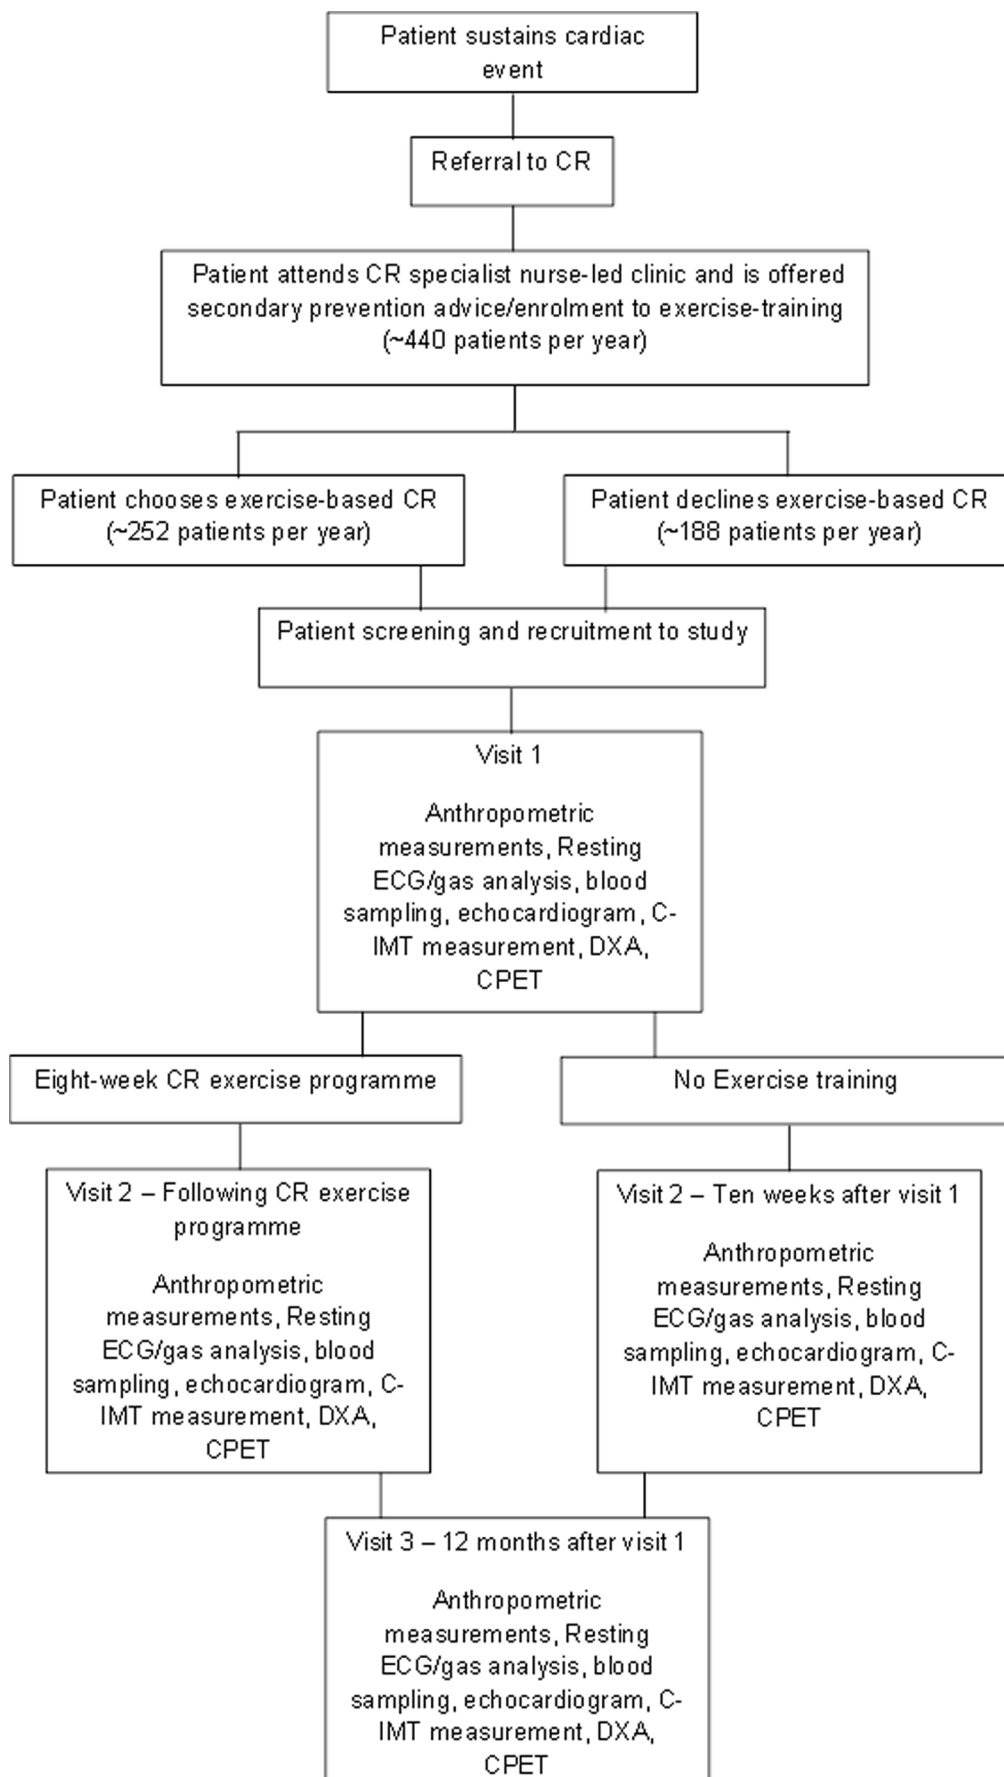 Patient sustains cardiac
event
Referral to CR
Patient attends CR specialist nurse-led clinic and is offered
secondary prevention advice/enrolment to exercise-training
(~440 patients per year)
Patient chooses exercise-based CR
(~252 patients per year)
Patient declines exercise-based CR
(~188 patients per year)
Patient screening and recruitment to study
Visit 1
Anthropometric
measurements, Resting
ECG/gas analysis, blood
sampling, echocardiogram, C-
IMT measurement, DXA,
CPET
Eight-week CR exercise programme
No Exercise training
Visit 2 – Following CR exercise
programme
Anthropometric
measurements, Resting
ECG/gas analysis, blood
sampling, echocardiogram, C-
IMT measurement, DXA,
CPET
Visit 2 – Ten weeks after visit 1
Anthropometric
measurements, Resting
ECG/gas analysis, blood
sampling, echocardiogram, C-
IMT measurement, DXA,
CPET
Visit 3 – 12 months after visit 1
Anthropometric
measurements, Resting
ECG/gas analysis, blood
sampling, echocardiogram, C-
IMT measurement, DXA,
CPET